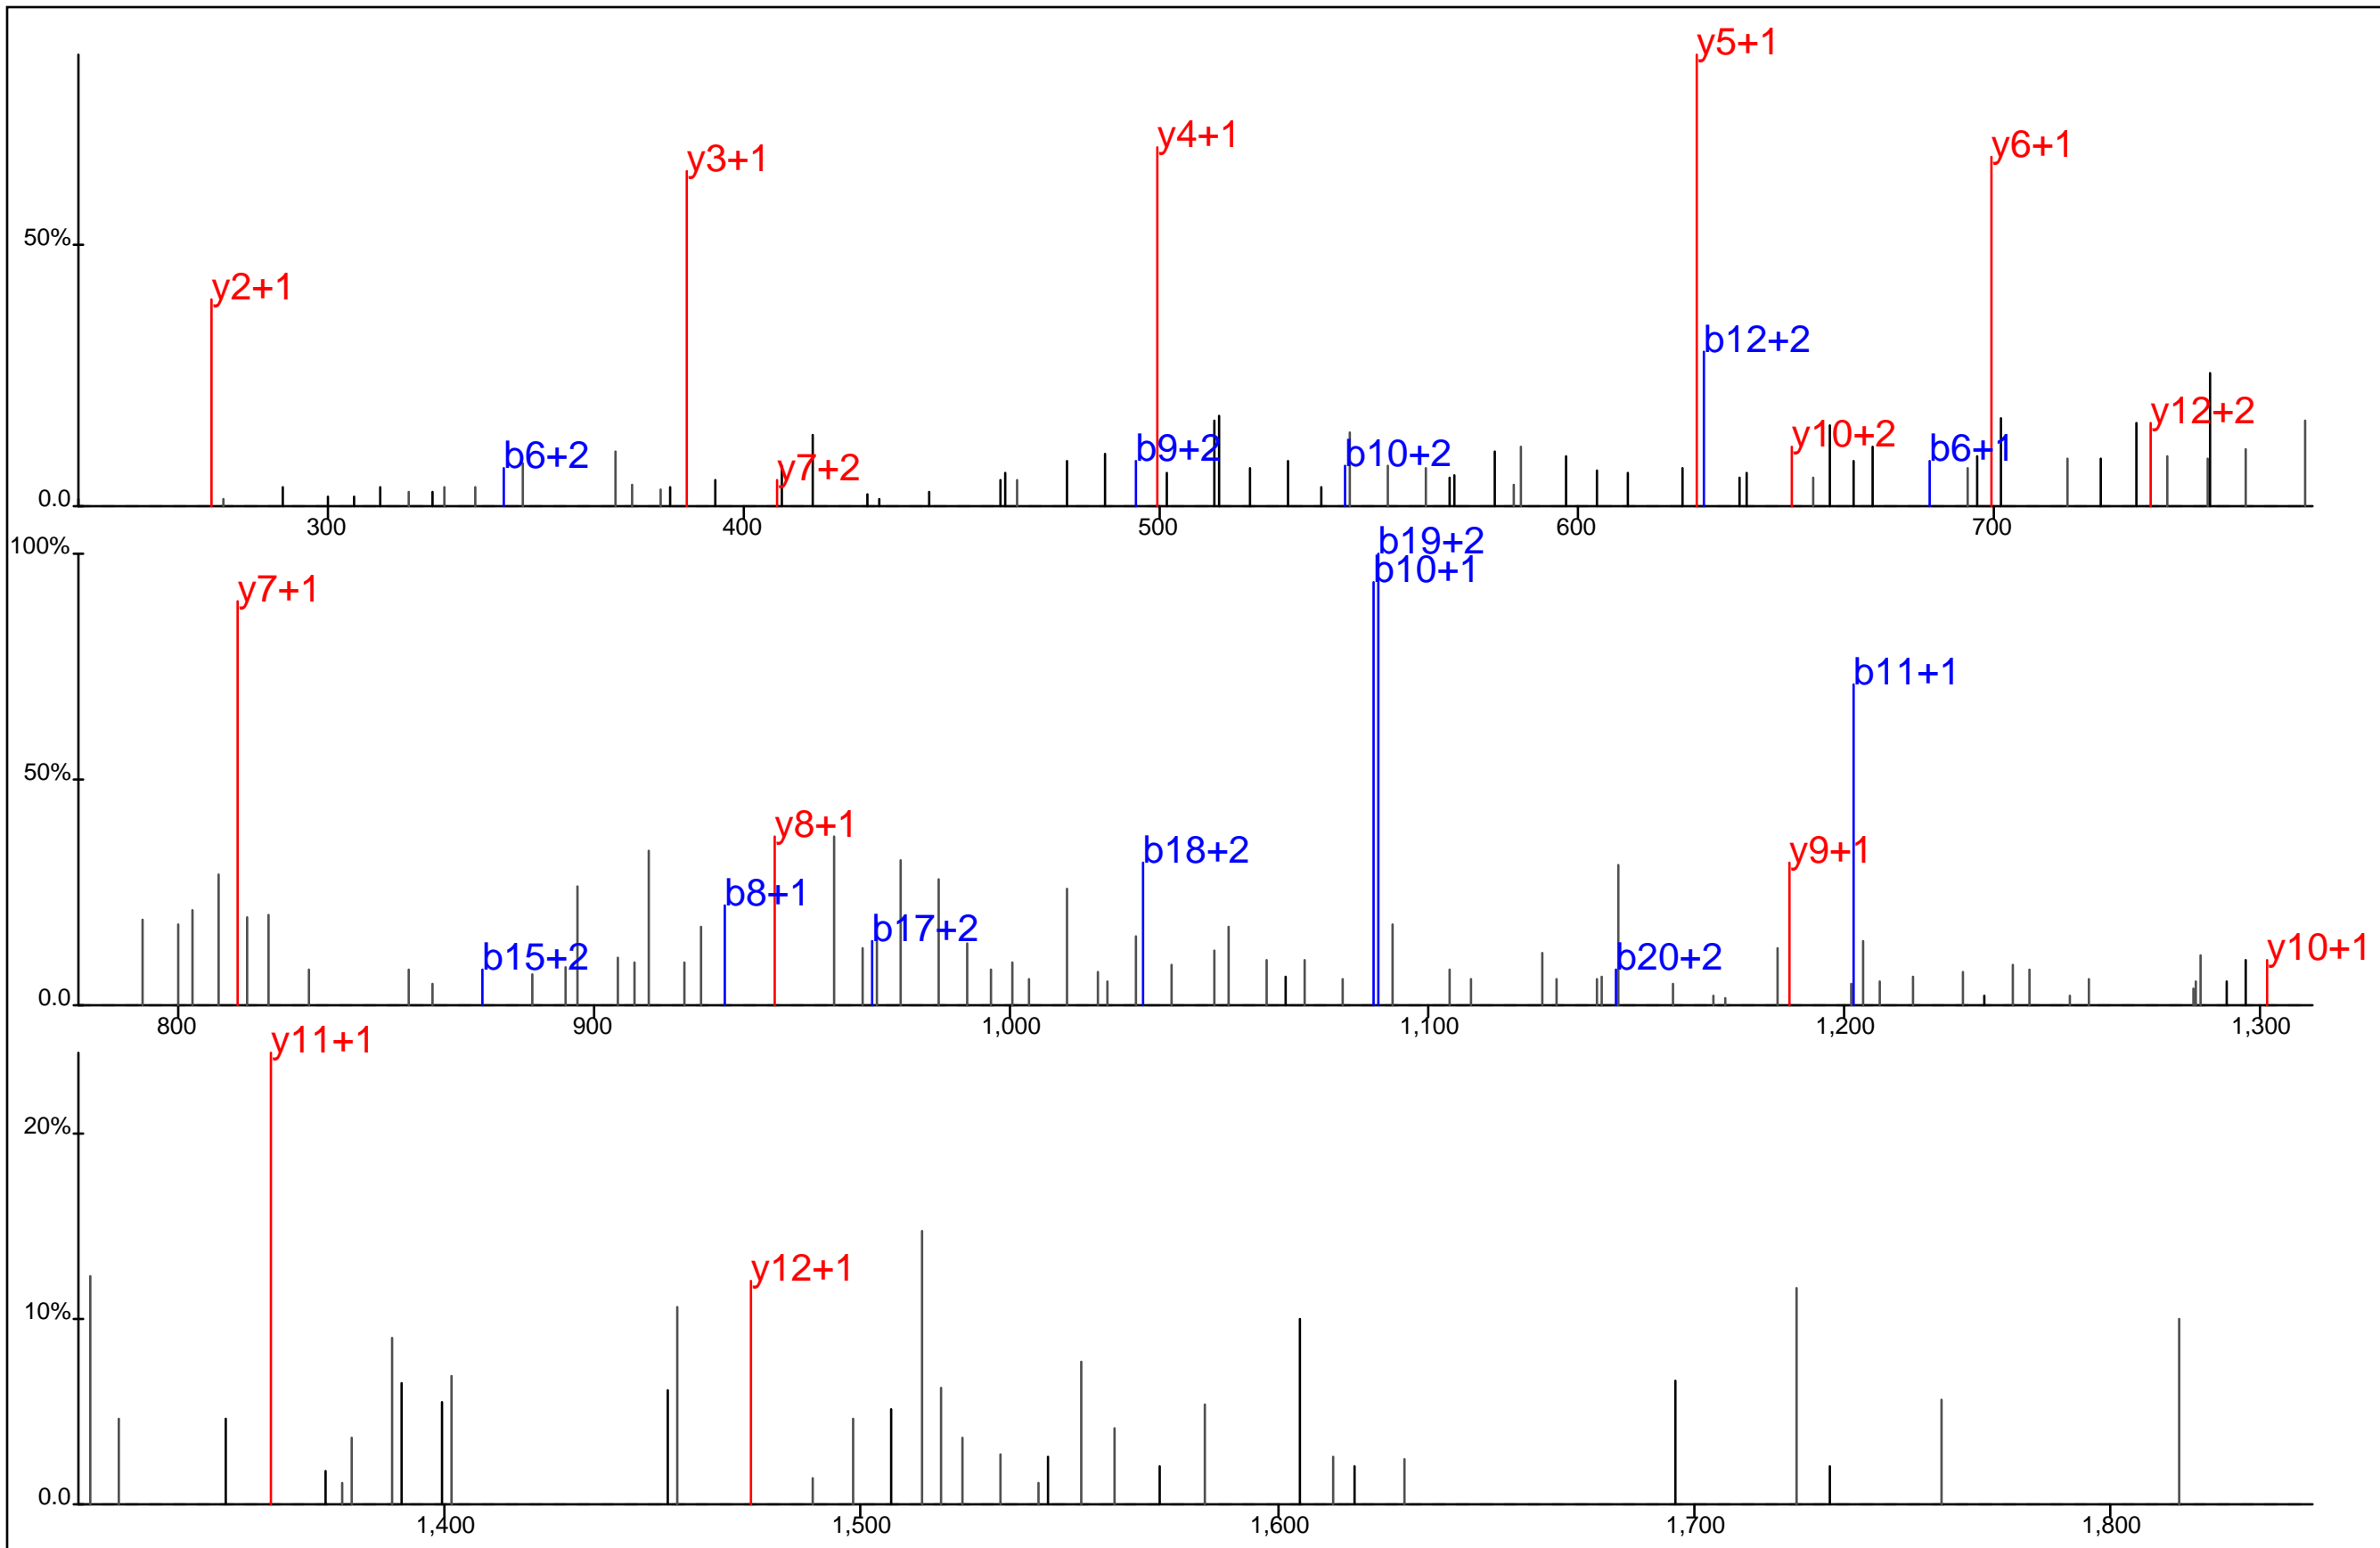 y5+1
y4+1
y6+1
y3+1
50%
y2+1
b12+2
y12+2
y10+2
b6+2
b9+2
b10+2
b6+1
y7+2
0.0
300
400
500
600
700
100%
b19+2
b10+1
y7+1
b11+1
50%
y8+1
b18+2
y9+1
b8+1
b17+2
b15+2
b20+2
y10+1
0.0
800
900
1,000
1,100
1,200
1,300
y11+1
20%
y12+1
10%
0.0
1,400
1,500
1,600
1,700
1,800